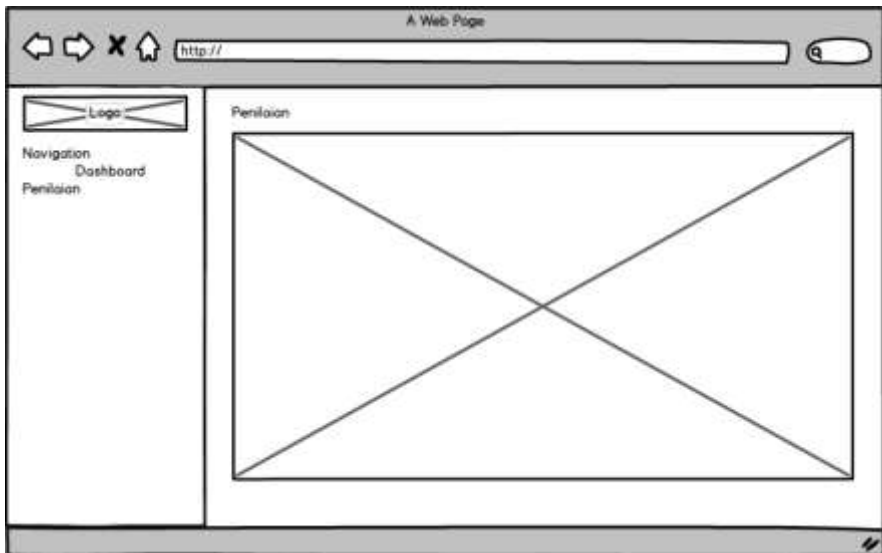 A Web Page
http://
Logo
Navigation
Dashboard
Penilaian
Penilaian